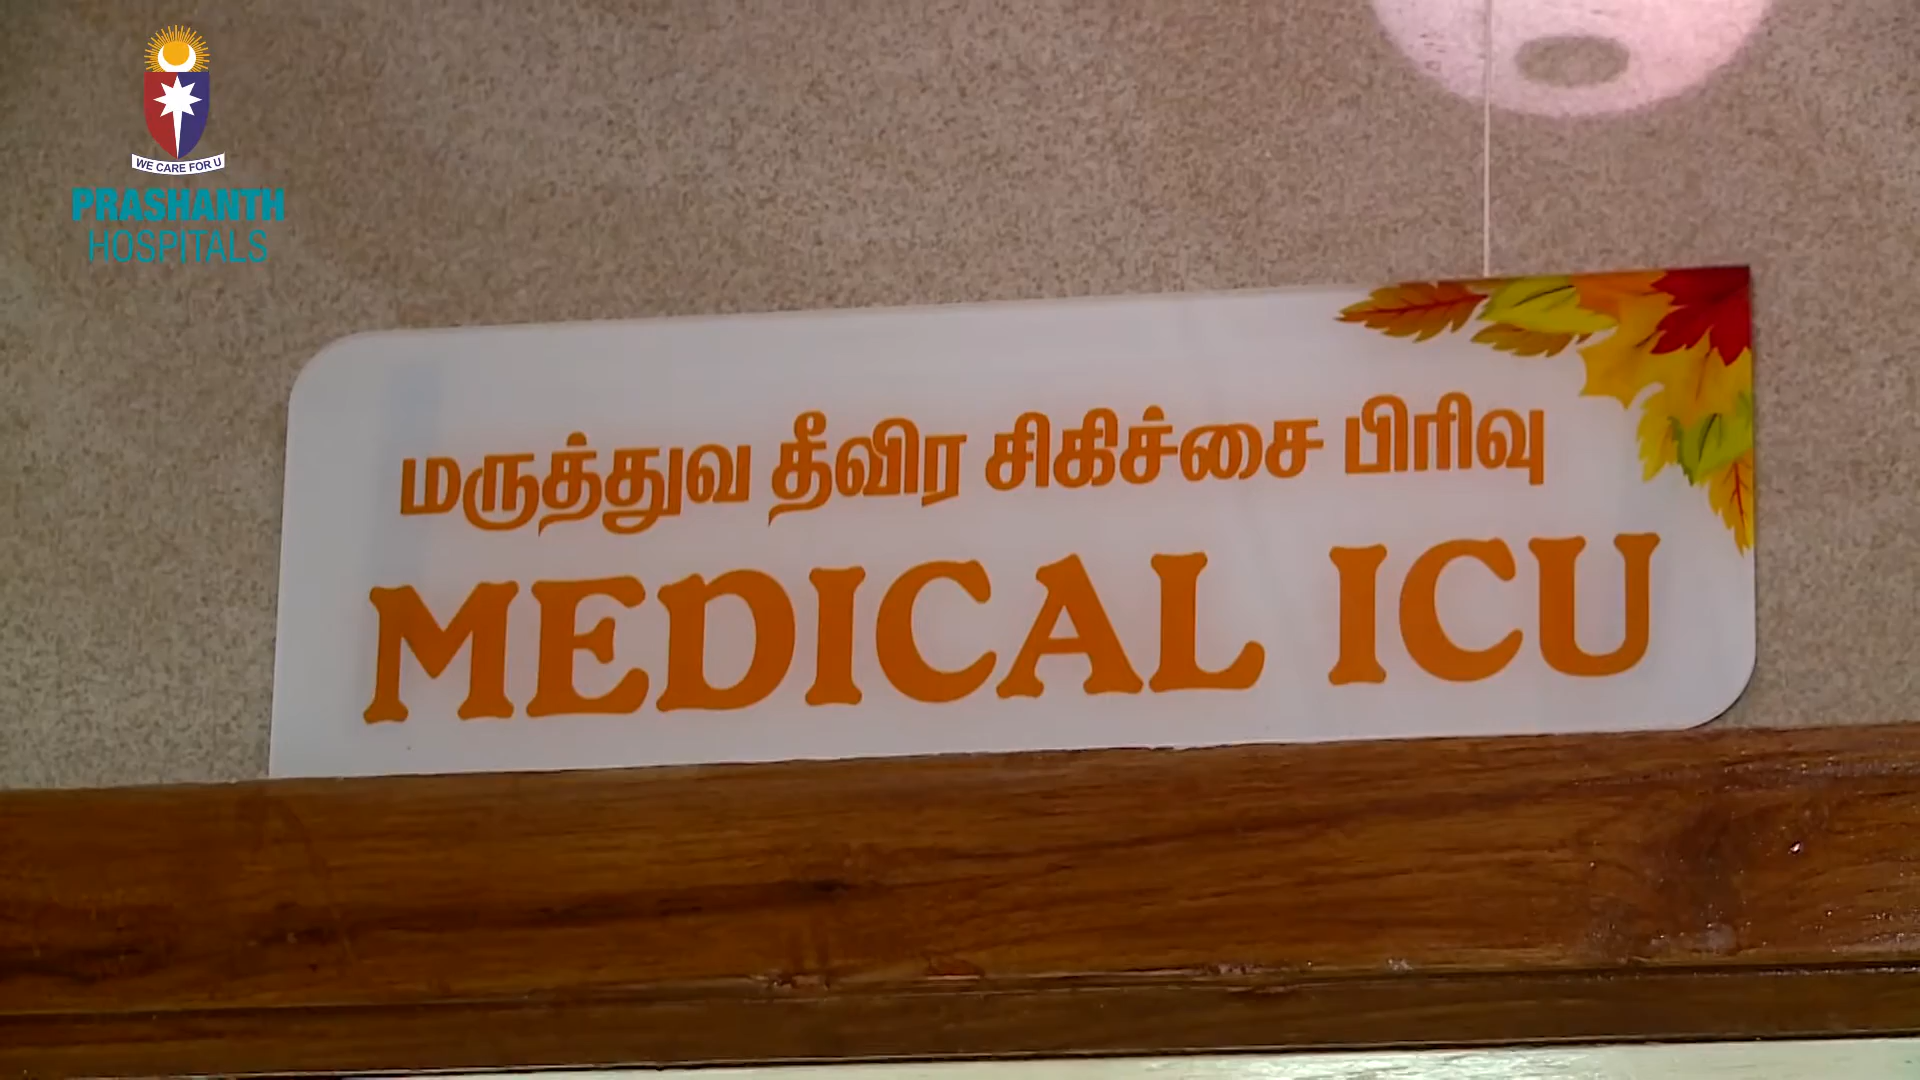 WE CARE FOR U
PRASHANTH
HOSPITALS
மருத்துவ தீவிர சிகிச்சை பிரிவு
MEDICAL ICU